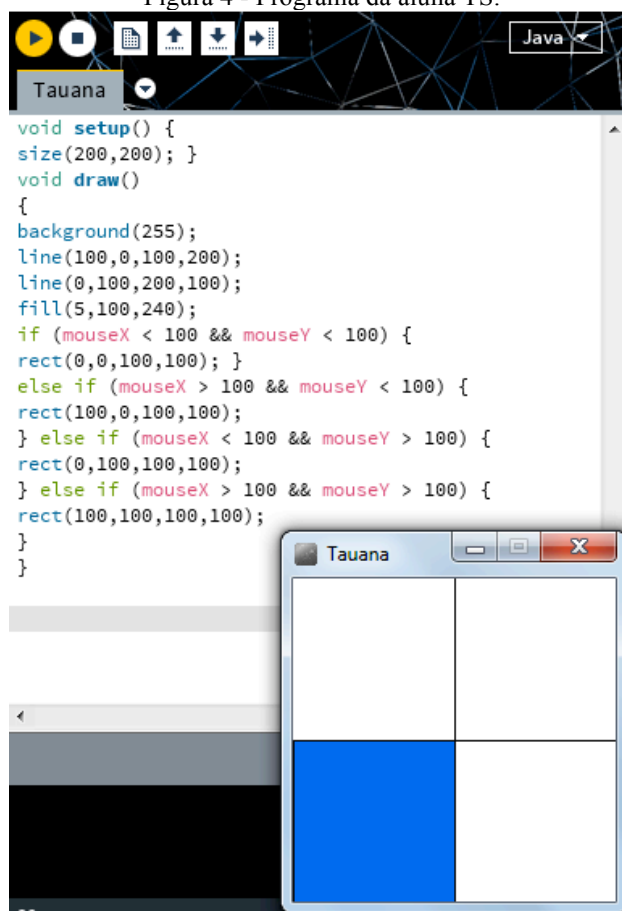 Figura 4 - Programa da aluna TS.
Java
Tauana
void setup() {
size(200,200); }
void draw()
{
background(255);
line(100,0,100,200);
line(0,100,200,100);
fill(5,100,240);
if (mouseX < 100 && mouseY < 100) {
rect(0,0,100,100); }
else if (mouseX > 100 && mouseY < 100) {
rect(100,0,100,100);
} else if (mouseX < 100 && mouseY > 100) {
rect(0,100,100,100);
} else if (mouseX > 100 && mouseY > 100) {
rect(100,100,100,100);
}
}
Tauana